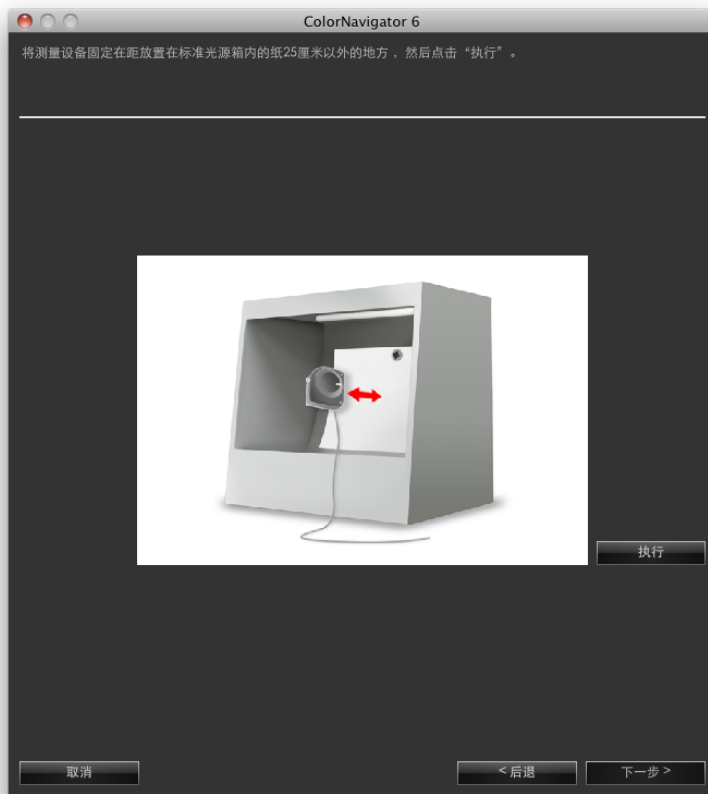 ColorNavigator 6
将测量设备固定在距放置在标准光源箱内的纸25厘米以外的地方，然后点击“执行”。
执行
取消
< 后退
下一步 >